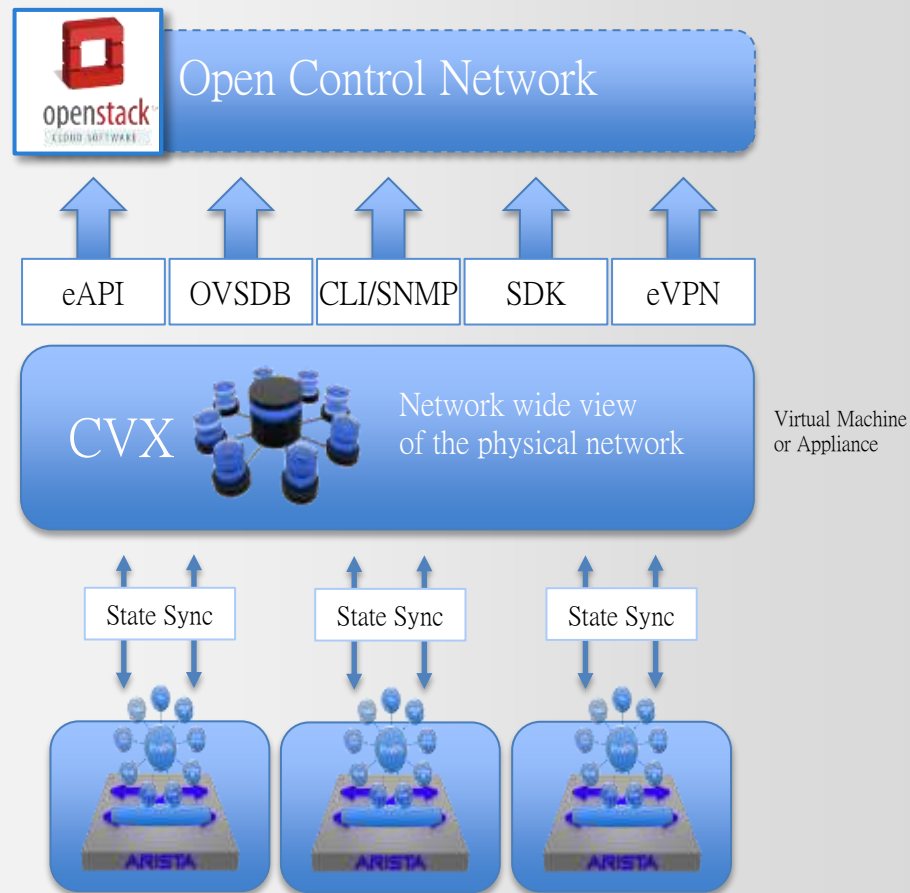 openstack
CLOUD SOFTWARE
Open Control Network
eAPI
OVSDB
CLI/SNMP
SDK
eVPN
CVX
Network wide view
of the physical network
Virtual Machine
or Appliance
State Sync
State Sync
State Sync
ARISTA
ARISTA
ARISTA